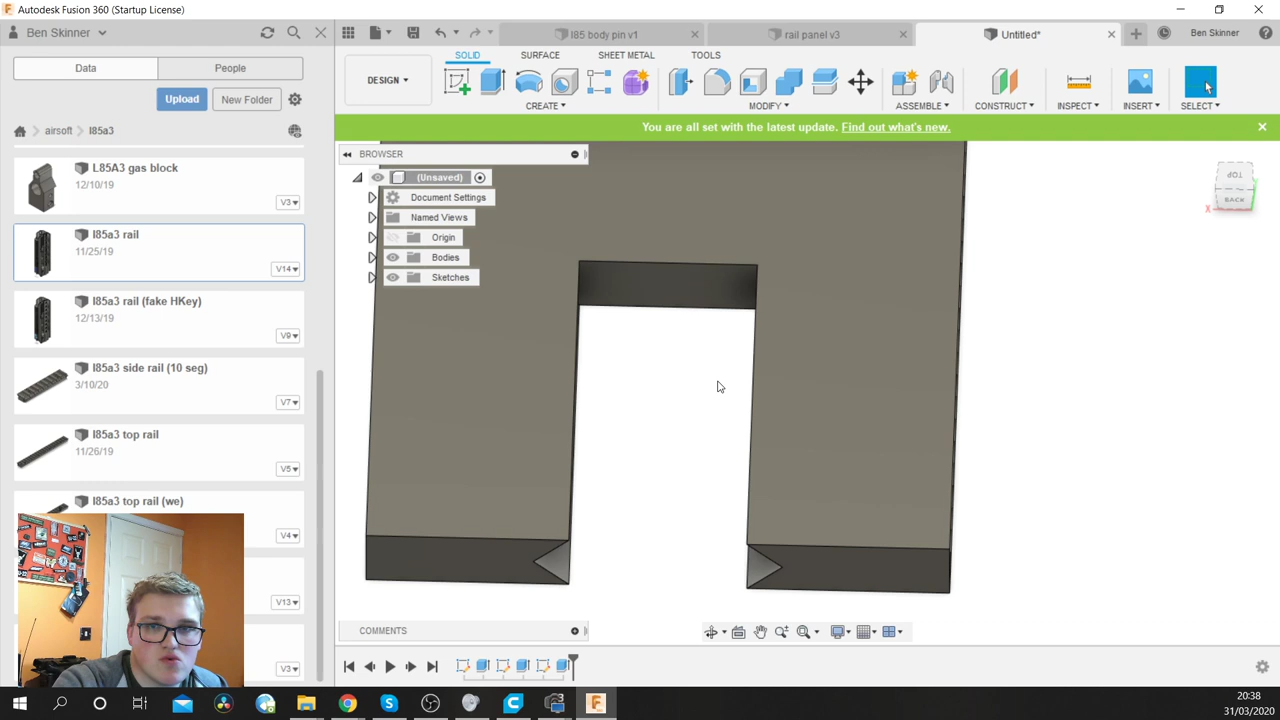 Autodesk Fusion 360 (Startup License)
Ben Skinner
l85 body pin v1
rail panel v3
Untitled*
Ben Skinner
Data
People
SOLID
SURFACE
SHEET METAL
TOOLS
DESIGN
Upload
New Folder
CREATE
MODIFY
ASSEMBLE
CONSTRUCT
INSPECT
INSERT
SELECT
airsoft
l85a3
You are all set with the latest update. Find out what's new.
BROWSER
L85A3 gas block
12/10/19
V3
(Unsaved)
Document Settings
Named Views
Origin
Bodies
Sketches
TOP
BACK
X
l85a3 rail
11/25/19
V14
l85a3 rail (fake HKey)
12/13/19
V9
l85a3 side rail (10 seg)
3/10/20
V7
l85a3 top rail
11/26/19
V5
l85a3 top rail (we)
V4
V13
COMMENTS
V3
20:38
31/03/2020